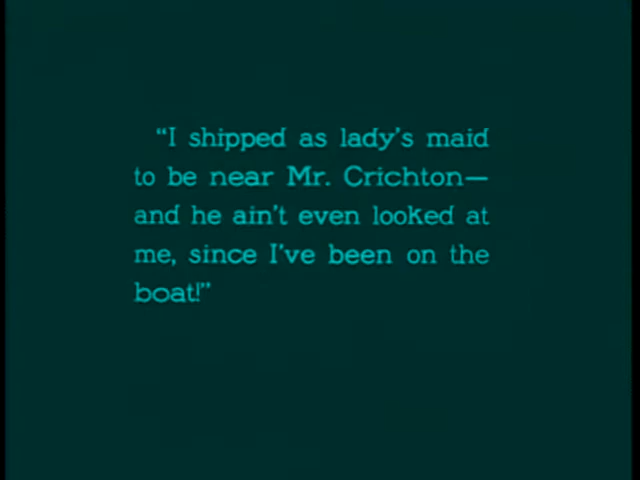 "I shipped as lady's maid
to be near Mr. Crichton—
and he ain't even looked at
me, since I've been on the
boat!"